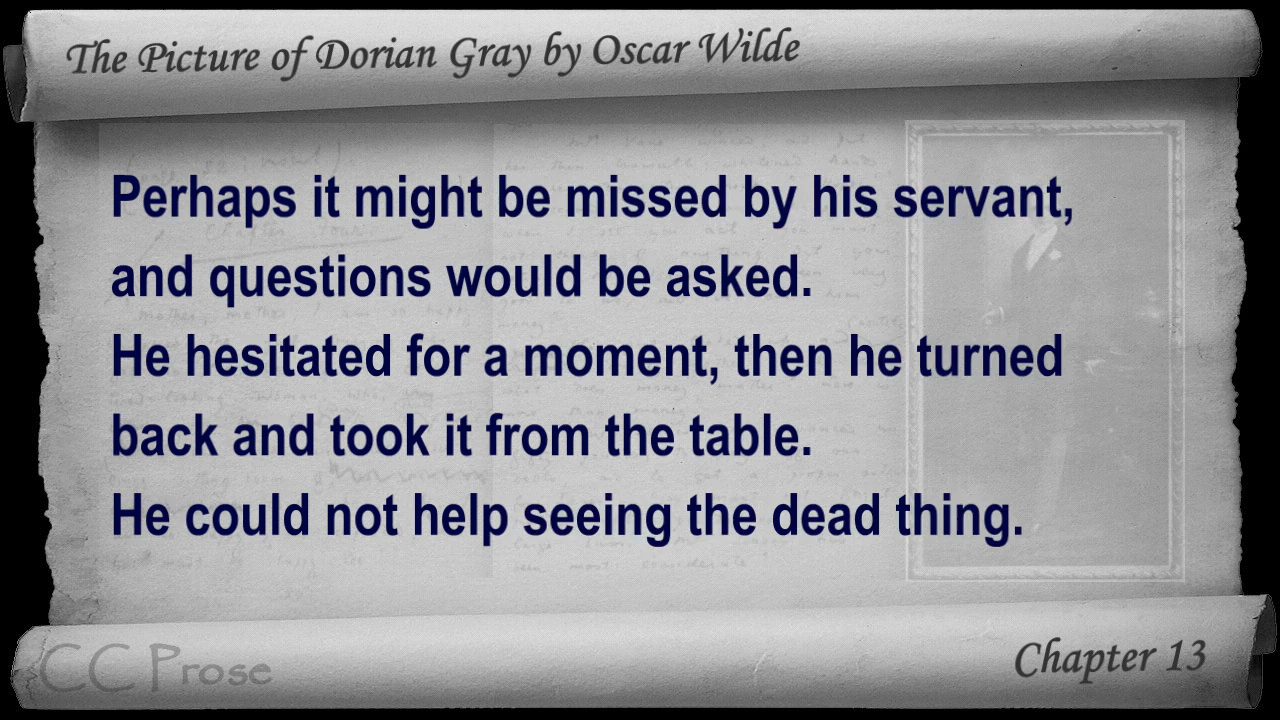 The Picture of Dorian Gray by Oscar Wilde
Perhaps it might be missed by his servant,
and questions would be asked.
He hesitated for a moment, then he turned
back and took it from the table.
He could not help seeing the dead thing.
CC Prose
Chapter 13